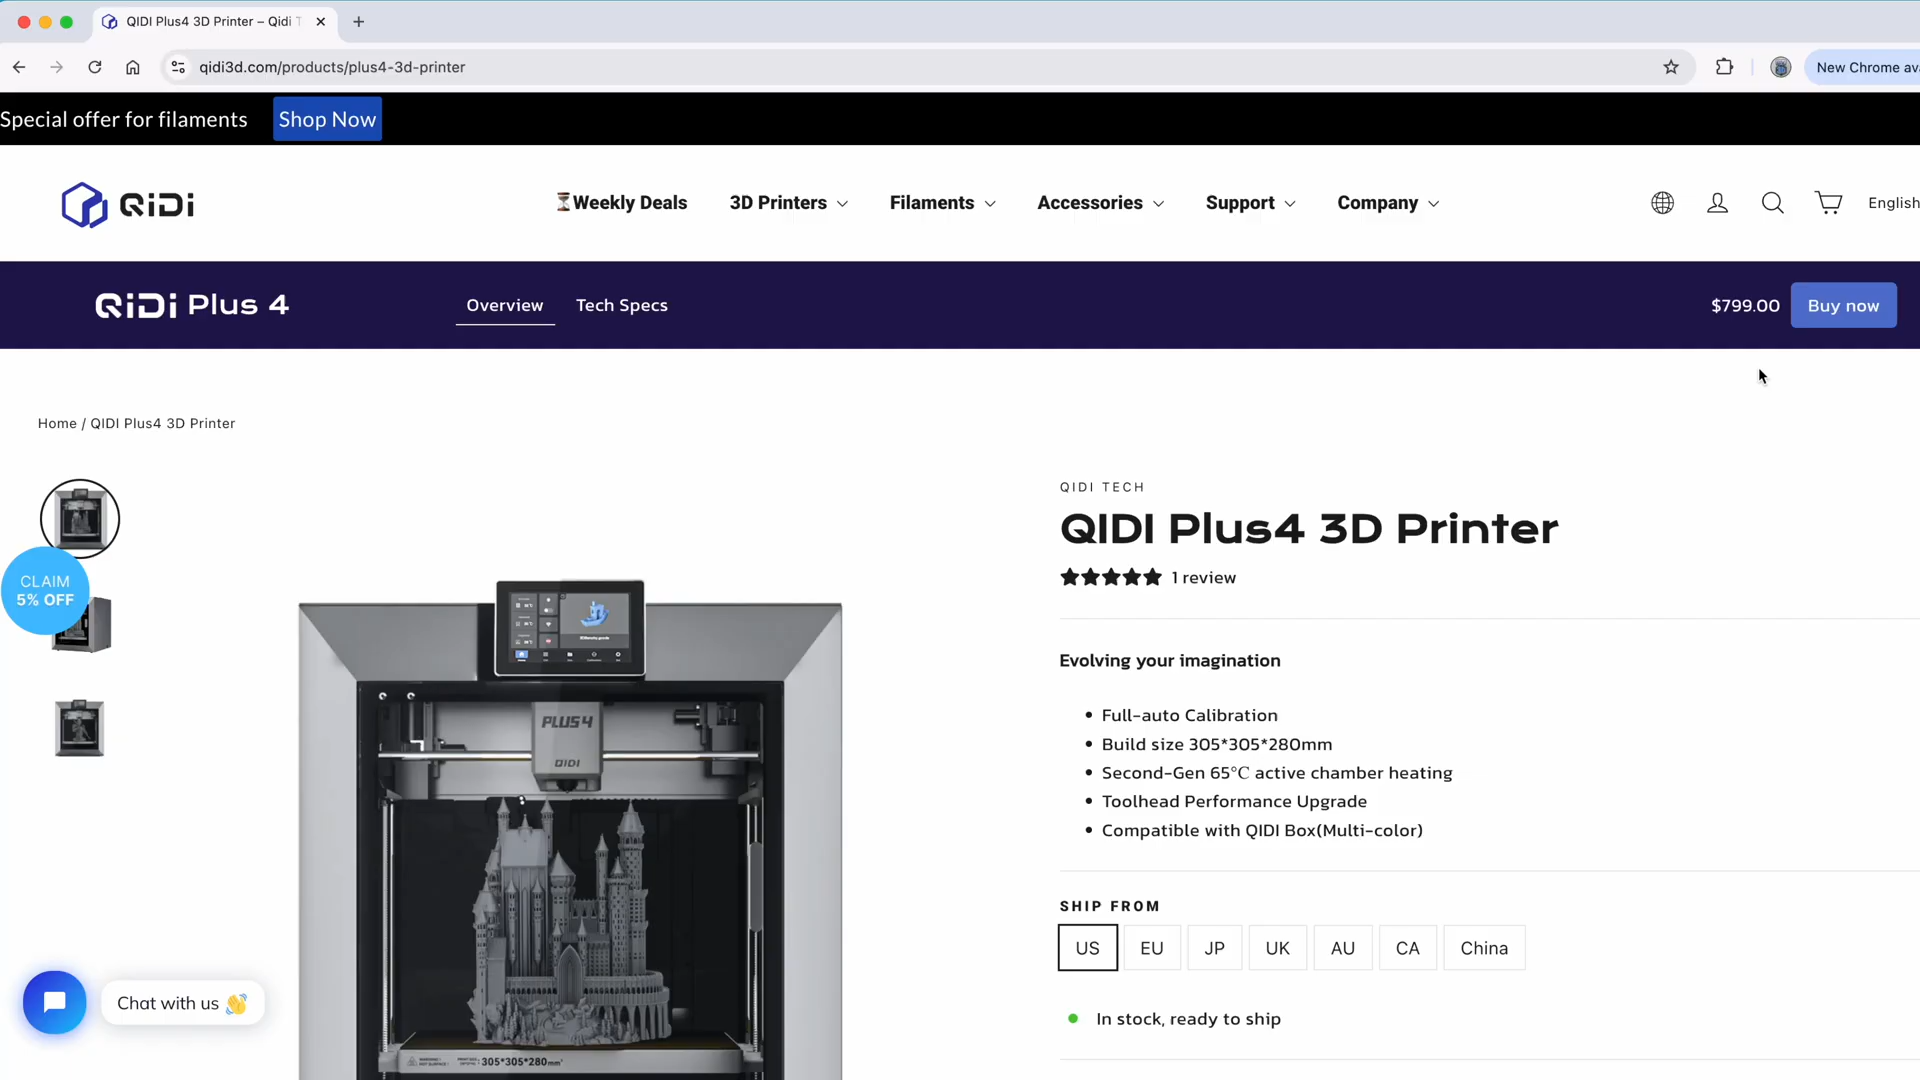 QIDI Plus4 3D Printer – Qidi T
qidi3d.com/products/plus4-3d-printer
New Chrome ava
Special offer for filaments
Shop Now
QIDI
⏳Weekly Deals
3D Printers
Filaments
Accessories
Support
Company
English
QIDI Plus 4
Overview
Tech Specs
$799.00
Buy now
Home / QIDI Plus4 3D Printer
CLAIM
5% OFF
PLUS4
QIDI
305*305*280mm³
QIDI TECH
QIDI Plus4 3D Printer
1 review
Evolving your imagination
• Full-auto Calibration
• Build size 305*305*280mm
• Second-Gen 65℃ active chamber heating
• Toolhead Performance Upgrade
• Compatible with QIDI Box(Multi-color)
SHIP FROM
US
EU
JP
UK
AU
CA
China
In stock, ready to ship
Chat with us 👋